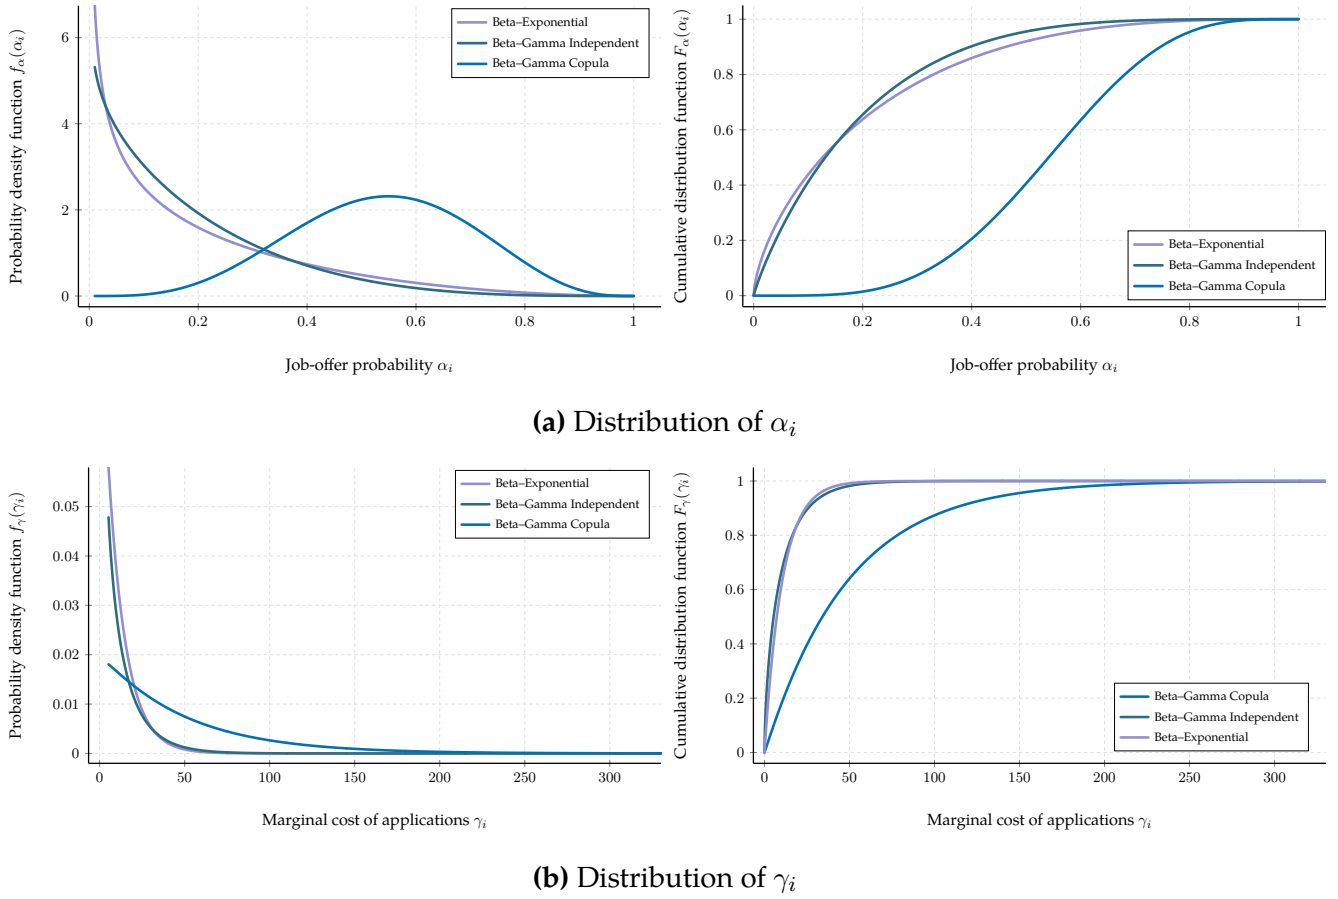 Probability density function f_α(α_i)
6
4
2
0
0 0.2 0.4 0.6 0.8 1
Job-offer probability α_i
Beta–Exponential
Beta–Gamma Independent
Beta–Gamma Copula
Cumulative distribution function F_α(α_i)
1
0.8
0.6
0.4
0.2
0
0 0.2 0.4 0.6 0.8 1
Job-offer probability α_i
Beta–Exponential
Beta–Gamma Independent
Beta–Gamma Copula
(a) Distribution of α_i
Probability density function f_γ(γ_i)
0.05
0.04
0.03
0.02
0.01
0
0 50 100 150 200 250 300
Marginal cost of applications γ_i
Beta–Exponential
Beta–Gamma Independent
Beta–Gamma Copula
Cumulative distribution function F_γ(γ_i)
1
0.8
0.6
0.4
0.2
0
0 50 100 150 200 250 300
Marginal cost of applications γ_i
Beta–Gamma Copula
Beta–Gamma Independent
Beta–Exponential
(b) Distribution of γ_i